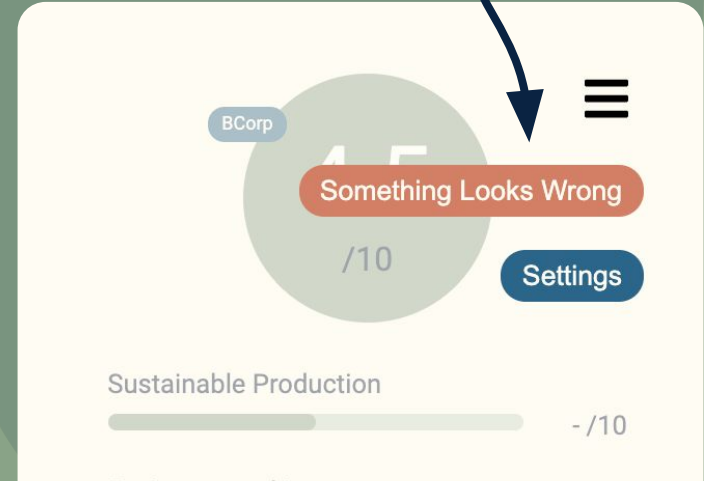 BCorp
Something Looks Wrong
/10
Settings
Sustainable Production
- /10